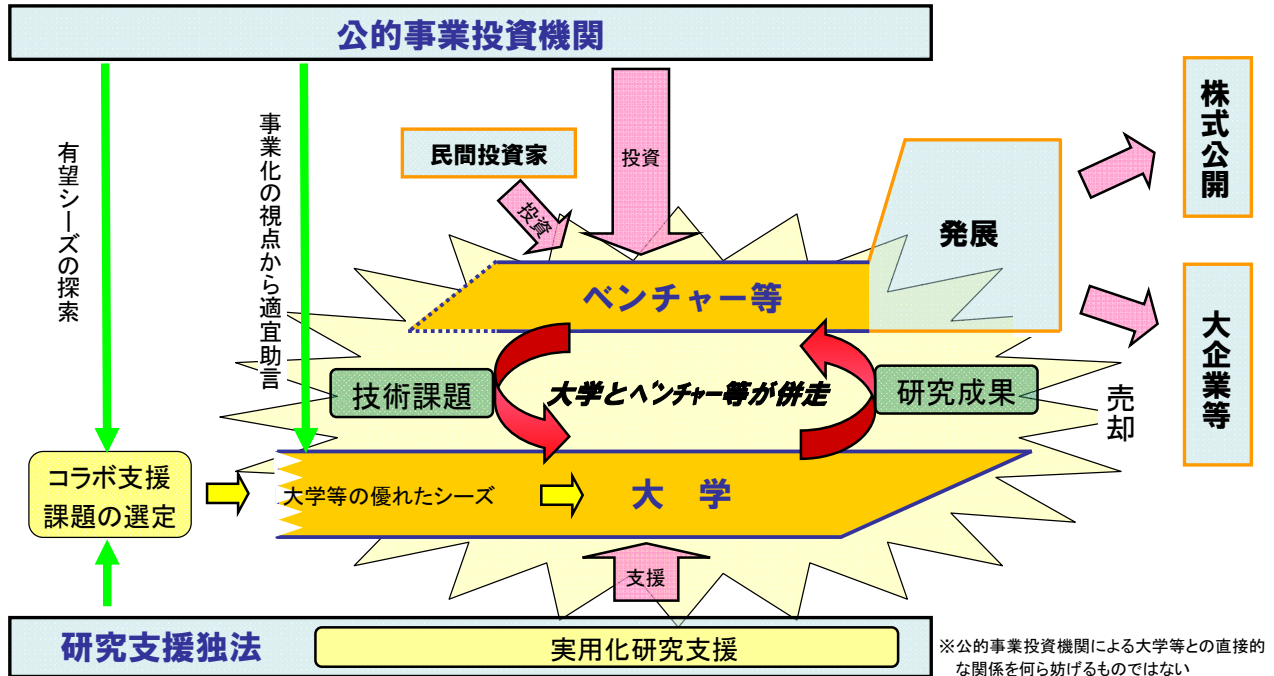 公的事業投資機関
有望シーズの探索
事業化の視点から適宜助言
民間投資家
投資
投資
株式公開
発展
ベンチャー等
大企業等
技術課題
大学とベンチャー等が併走
研究成果
売却
コラボ支援
課題の選定
大学等の優れたシーズ
大 学
支援
研究支援独法
実用化研究支援
※公的事業投資機関による大学等との直接的
な関係を何ら妨げるものではない